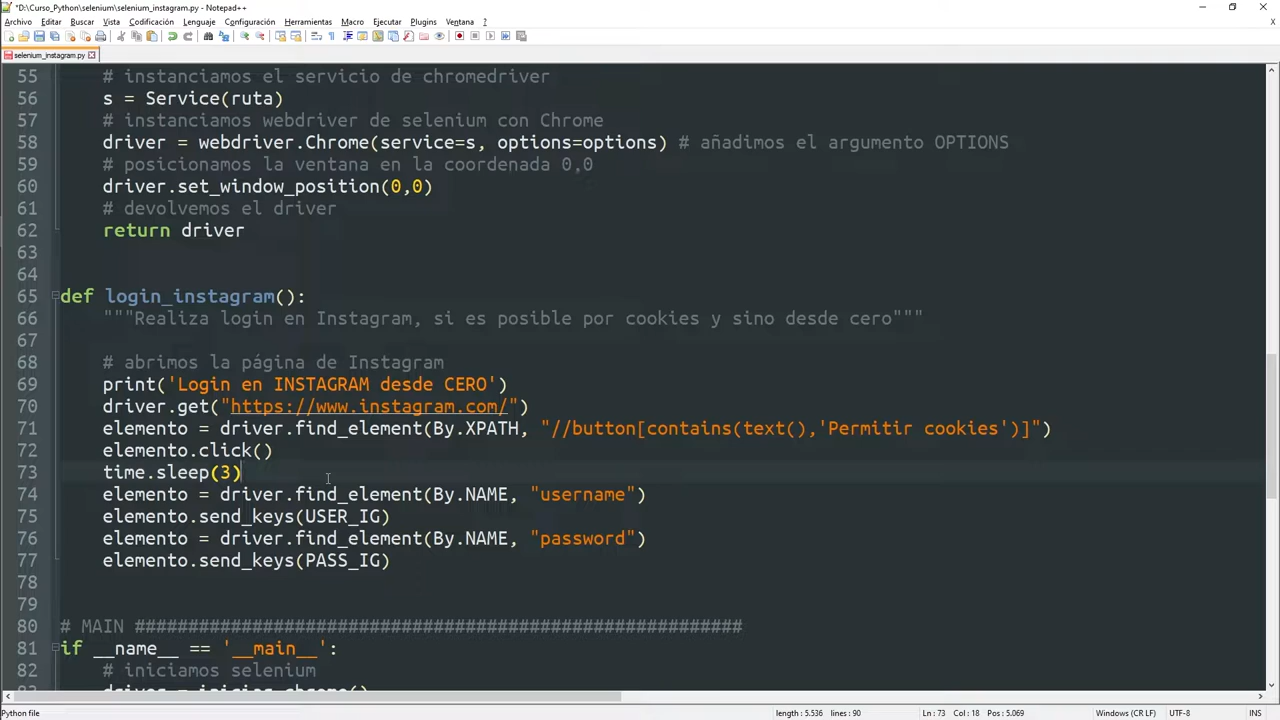 *D:\Curso_Python\selenium\selenium_instagram.py - Notepad++
Archivo Editar Buscar Vista Codificación Lenguaje Configuración Herramientas Macro Ejecutar Plugins Ventana ?
X
selenium_instagram.py
55 # instanciamos el servicio de chromedriver
56 s = Service(ruta)
57 # instanciamos webdriver de selenium con Chrome
58 driver = webdriver.Chrome(service=s, options=options) # añadimos el argumento OPTIONS
59 # posicionamos la ventana en la coordenada 0,0
60 driver.set_window_position(0,0)
61 # devolvemos el driver
62 return driver
63
64
65 def login_instagram():
66 """Realiza login en Instagram, si es posible por cookies y sino desde cero"""
67
68 # abrimos la página de Instagram
69 print('Login en INSTAGRAM desde CERO')
70 driver.get("https://www.instagram.com/")
71 elemento = driver.find_element(By.XPATH, "//button[contains(text(),'Permitir cookies')]")
72 elemento.click()
73 time.sleep(3)
74 elemento = driver.find_element(By.NAME, "username")
75 elemento.send_keys(USER_IG)
76 elemento = driver.find_element(By.NAME, "password")
77 elemento.send_keys(PASS_IG)
78
79
80 # MAIN #########################################################
81 if __name__ == '__main__':
82 # iniciamos selenium
83 driver = iniciar_chrome()
Python file length : 5.536 lines : 90 Ln : 73 Col : 18 Pos : 5.069 Windows (CR LF) UTF-8 INS